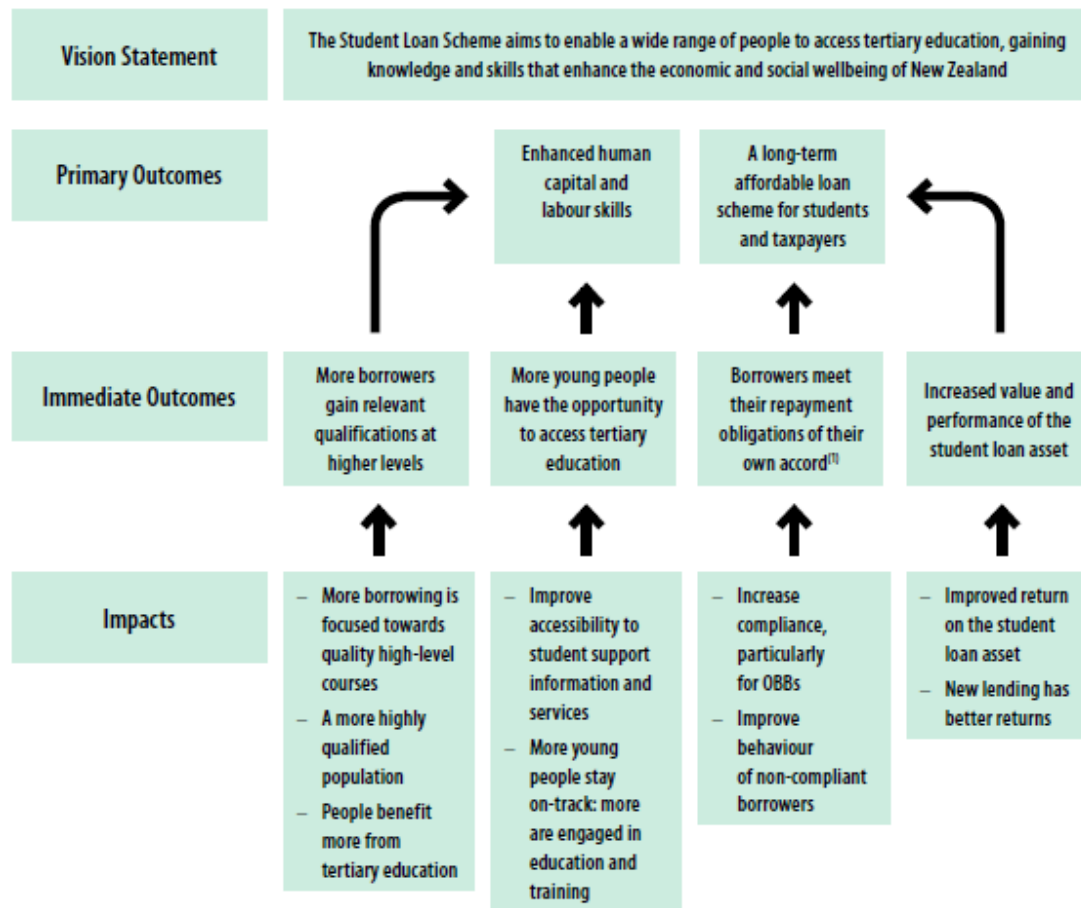 Vision Statement
The Student Loan Scheme aims to enable a wide range of people to access tertiary education, gaining
knowledge and skills that enhance the economic and social wellbeing of New Zealand
Primary Outcomes
Enhanced human
capital and
labour skills
A long-term
affordable loan
scheme for students
and taxpayers
Immediate Outcomes
More borrowers
gain relevant
qualifications at
higher levels
More young people
have the opportunity
to access tertiary
education
Borrowers meet
their repayment
obligations of their
own accord[1]
Increased value and
performance of the
student loan asset
Impacts
– More borrowing is
focused towards
quality high-level
courses
– A more highly
qualified
population
– People benefit
more from
tertiary education
– Improve
accessibility to
student support
information and
services
– More young
people stay
on-track: more
are engaged in
education and
training
– Increase
compliance,
particularly
for OBBs
– Improve
behaviour
of non-compliant
borrowers
– Improved return
on the student
loan asset
– New lending has
better returns